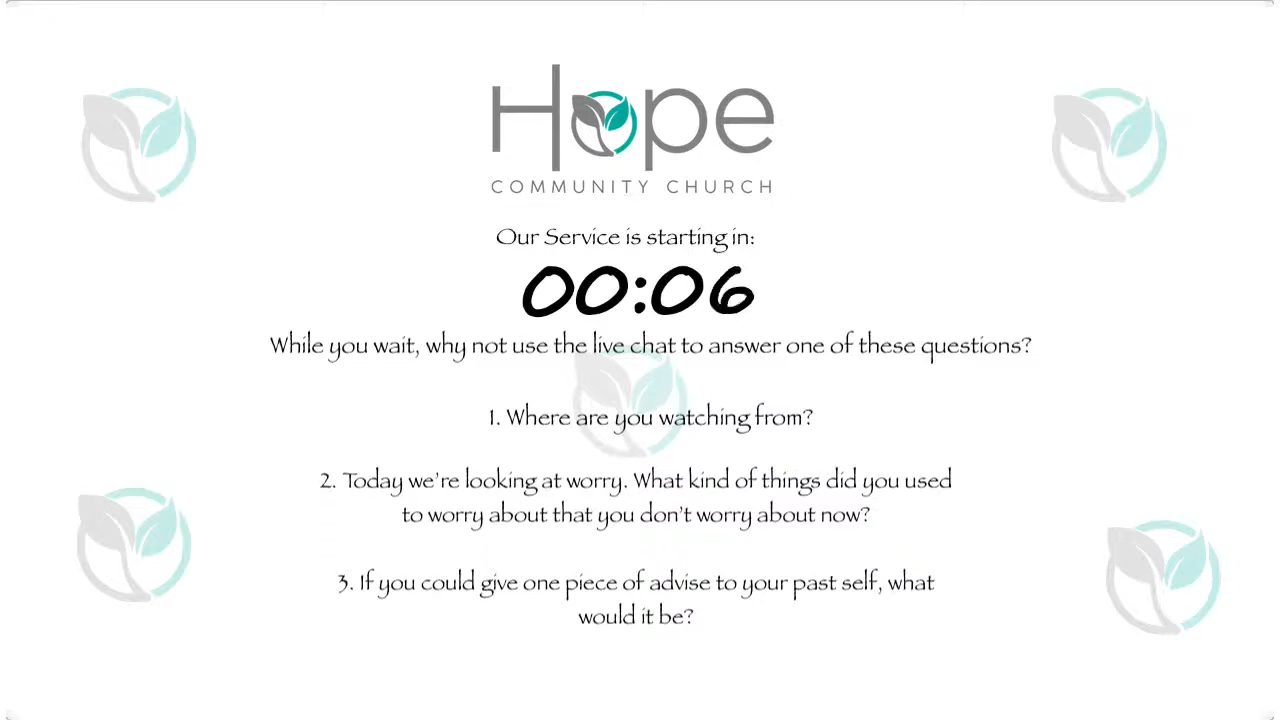 Hope
COMMUNITY CHURCH
Our Service is starting in:
00:06
While you wait, why not use the live chat to answer one of these questions?
1. Where are you watching from?
2. Today we're looking at worry. What kind of things did you used
to worry about that you don't worry about now?
3. If you could give one piece of advise to your past self, what
would it be?